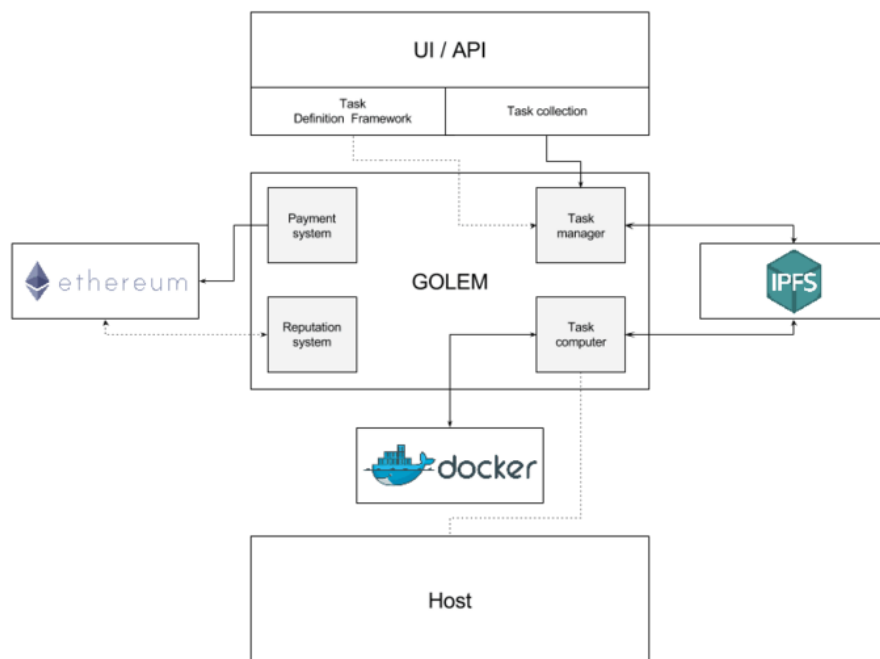 UI / API
Task
Definition Framework
Task collection
Payment
system
Task
manager
ethereum
GOLEM
IPFS
Reputation
system
Task
computer
docker
Host